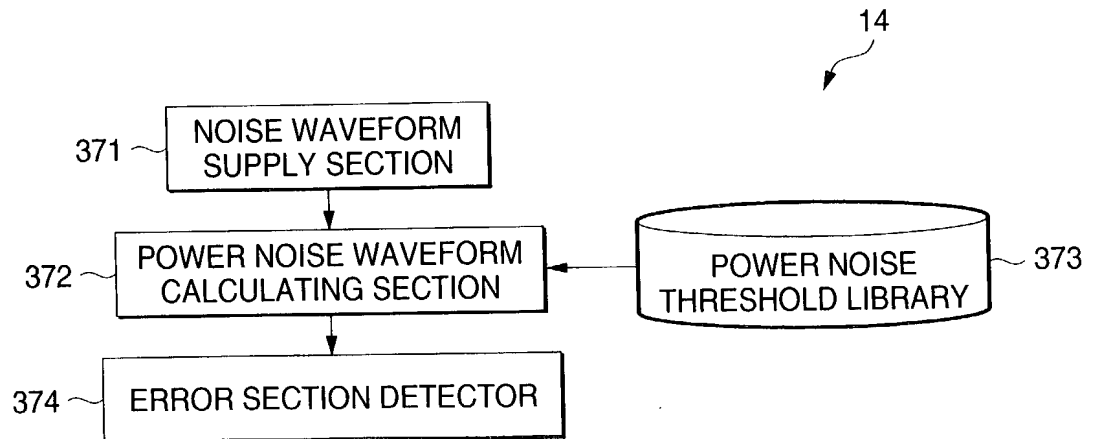 14
371
NOISE WAVEFORM
SUPPLY SECTION
372
POWER NOISE WAVEFORM
CALCULATING SECTION
POWER NOISE
THRESHOLD LIBRARY
373
374
ERROR SECTION DETECTOR